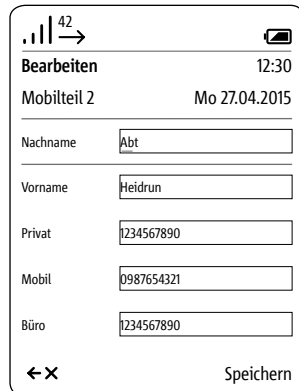 42
Bearbeiten 12:30
Mobilteil 2 Mo 27.04.2015
Nachname Abt
Vorname Heidrun
Privat 1234567890
Mobil 0987654321
Büro 1234567890
Speichern